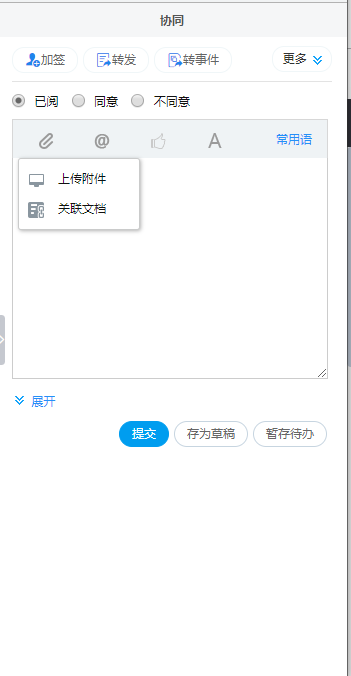 协同
加签 转发 转事件 更多
已阅 同意 不同意
@ A 常用语
上传附件
关联文档
展开
提交 存为草稿 暂存待办